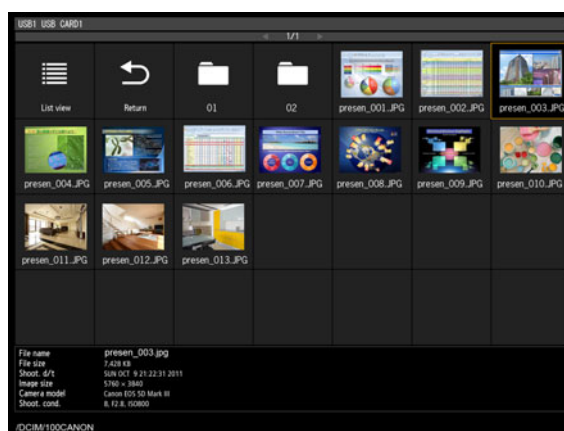 USB1 USB CARD1
1/1
List view
Return
01
02
presen_001.JPG
presen_002.JPG
presen_003.JPG
presen_004.JPG
presen_005.JPG
presen_006.JPG
presen_007.JPG
presen_008.JPG
presen_009.JPG
presen_010.JPG
presen_011.JPG
presen_012.JPG
presen_013.JPG
File name presen_003.jpg
File size 7,428 KB
Shoot. d/t SUN OCT 9 21:22:31 2011
Image size 5760 × 3840
Camera model Canon EOS 5D Mark III
Shoot. cond. B, F2.8, ISO800
/DCIM/100CANON